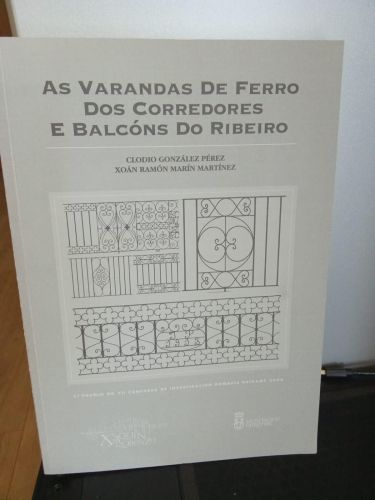 AS VARANDAS DE FERRO
DOS CORREDORES
E BALCÓNS DO RIBEIRO
CLODIO GONZÁLEZ PÉREZ
XOÁN RAMÓN MARÍN MARTÍNEZ